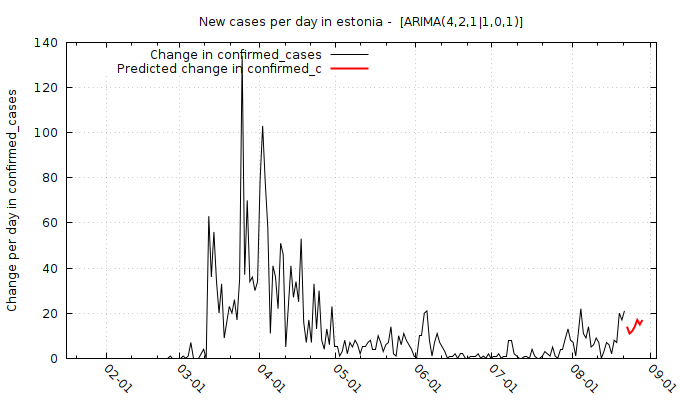 New cases per day in estonia -  [ARIMA(4,2,1|1,0,1)]
Change in confirmed_cases
Predicted change in confirmed_c
Change per day in confirmed_cases
140
120
100
80
60
40
20
0
02-01 03-01 04-01 05-01 06-01 07-01 08-01 09-01